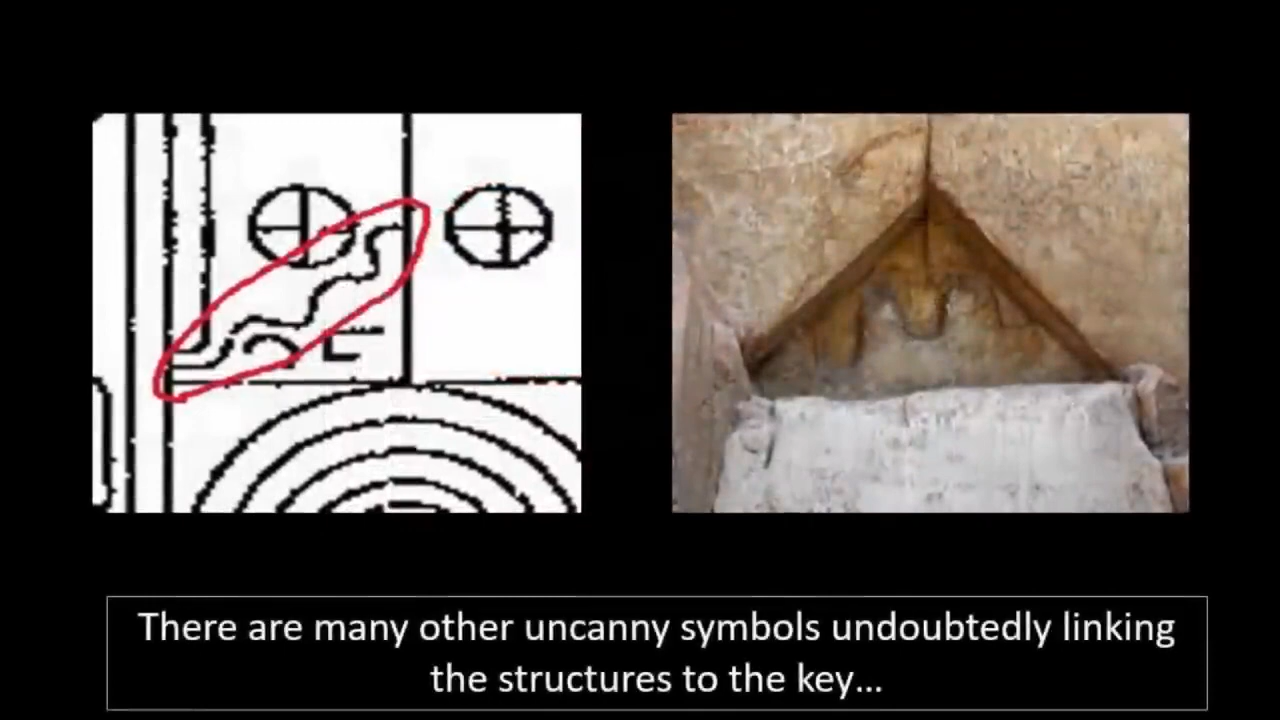 There are many other uncanny symbols undoubtedly linking
the structures to the key...